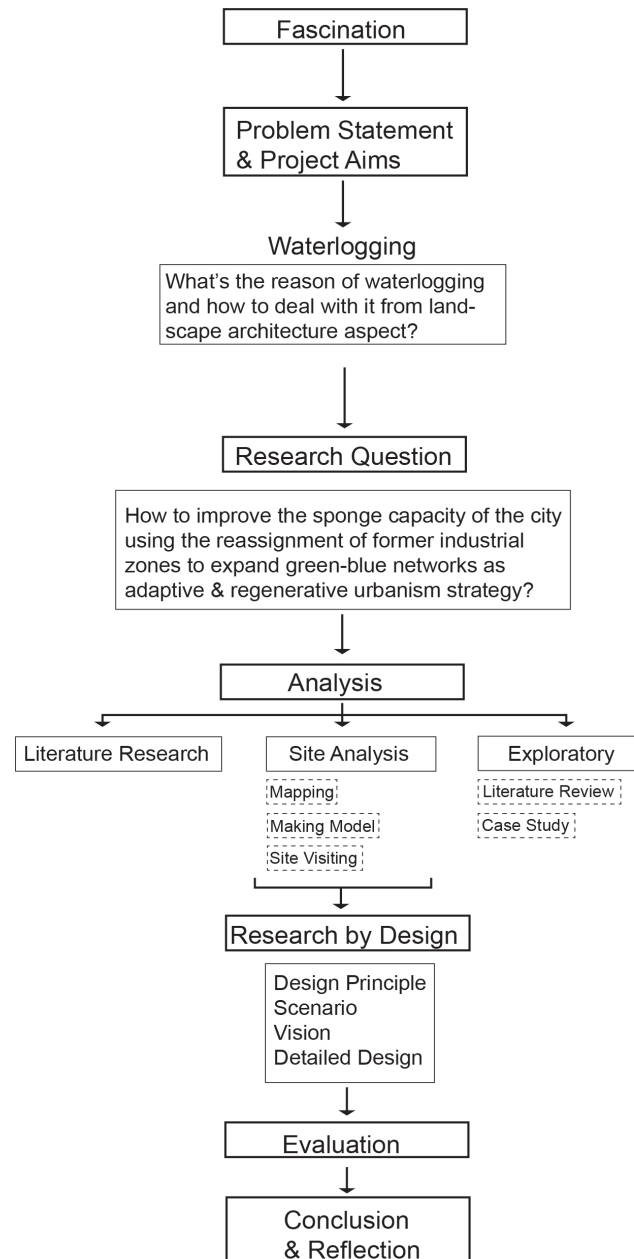 Fascination
Problem Statement
& Project Aims
Waterlogging
What's the reason of waterlogging
and how to deal with it from land-
scape architecture aspect?
Research Question
How to improve the sponge capacity of the city
using the reassignment of former industrial
zones to expand green-blue networks as
adaptive & regenerative urbanism strategy?
Analysis
Literature Research
Site Analysis
Exploratory
Mapping
Making Model
Site Visiting
Literature Review
Case Study
Research by Design
Design Principle
Scenario
Vision
Detailed Design
Evaluation
Conclusion
& Reflection